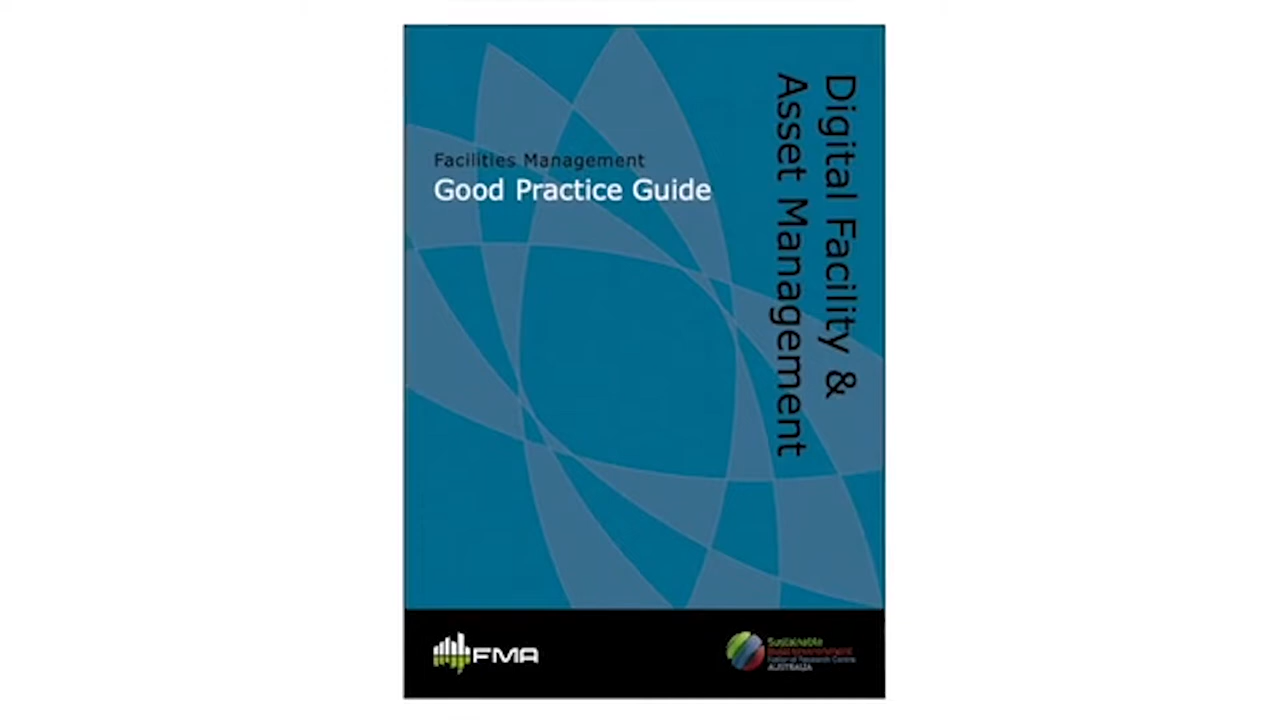 Facilities Management
Good Practice Guide
Digital Facility &
Asset Management
FMA
Sustainable
Built Environment
National Research Centre
AUSTRALIA